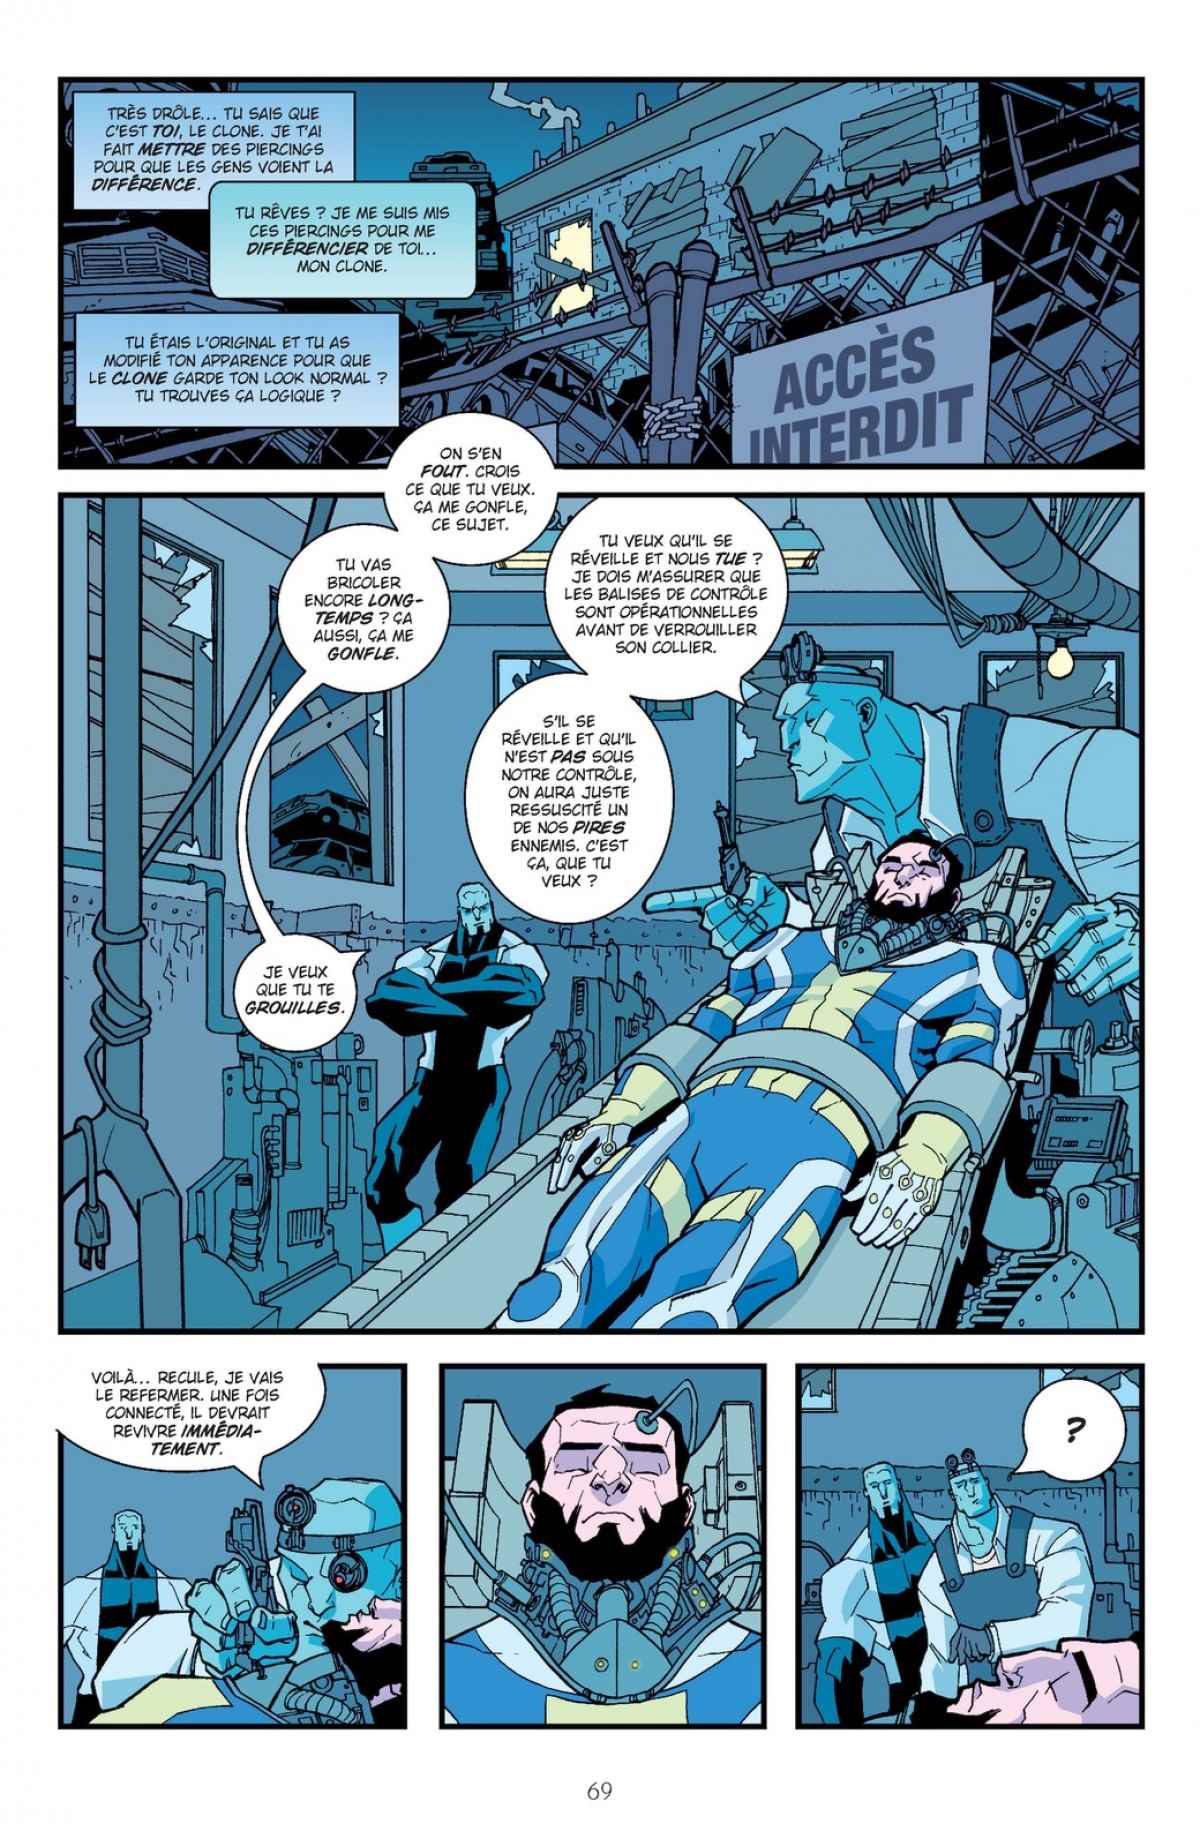 TRÈS DRÔLE... TU SAIS QUE
C'EST TOI, LE CLONE. JE T'AI
FAIT METTRE DES PIERCINGS
POUR QUE LES GENS VOIENT LA
DIFFÉRENCE.
TU RÊVES ? JE ME SUIS MIS
CES PIERCINGS POUR ME
DIFFÉRENCIER DE TOI...
MON CLONE.
TU ÉTAIS L'ORIGINAL ET TU AS
MODIFIÉ TON APPARENCE POUR QUE
LE CLONE GARDE TON LOOK NORMAL ?
TU TROUVES ÇA LOGIQUE ?
ACCÈS
INTERDIT
ON S'EN
FOUT. CROIS
CE QUE TU VEUX.
ÇA ME GONFLE,
CE SUJET.
TU VAS
BRICOLER
ENCORE LONG-
TEMPS ? ÇA
AUSSI, ÇA ME
GONFLE.
TU VEUX QU'IL SE
RÉVEILLE ET NOUS TUE ?
JE DOIS M'ASSURER QUE
LES BALISES DE CONTRÔLE
SONT OPÉRATIONNELLES
AVANT DE VERROUILLER
SON COLLIER.
S'IL SE
RÉVEILLE ET QU'IL
N'EST PAS SOUS
NOTRE CONTRÔLE,
ON AURA JUSTE
RESSUSCITÉ UN
DE NOS PIRES
ENNEMIS. C'EST
ÇA, QUE TU
VEUX ?
JE VEUX
QUE TU TE
GROUILLES.
VOILÀ... RECULE, JE VAIS
LE REFERMER. UNE FOIS
CONNECTÉ, IL DEVRAIT
REVIVRE IMMÉDIA-
TEMENT.
?
69